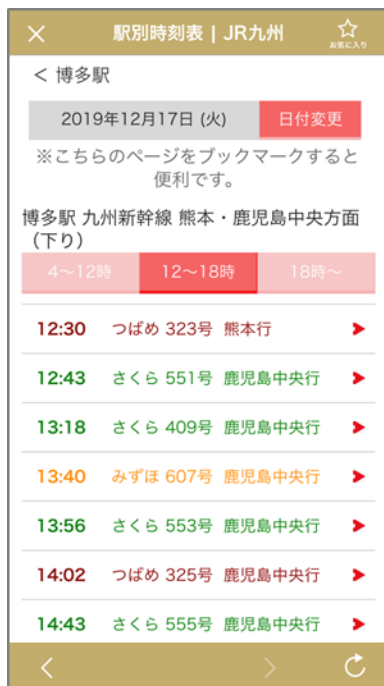 駅別時刻表 | JR九州
お気に入り
< 博多駅
2019年12月17日 (火) 日付変更
※こちらのページをブックマークすると
便利です。
博多駅 九州新幹線 熊本・鹿児島中央方面
（下り）
4〜12時 12〜18時 18時〜
12:30 つばめ 323号 熊本行
12:43 さくら 551号 鹿児島中央行
13:18 さくら 409号 鹿児島中央行
13:40 みずほ 607号 鹿児島中央行
13:56 さくら 553号 鹿児島中央行
14:02 つばめ 325号 鹿児島中央行
14:43 さくら 555号 鹿児島中央行